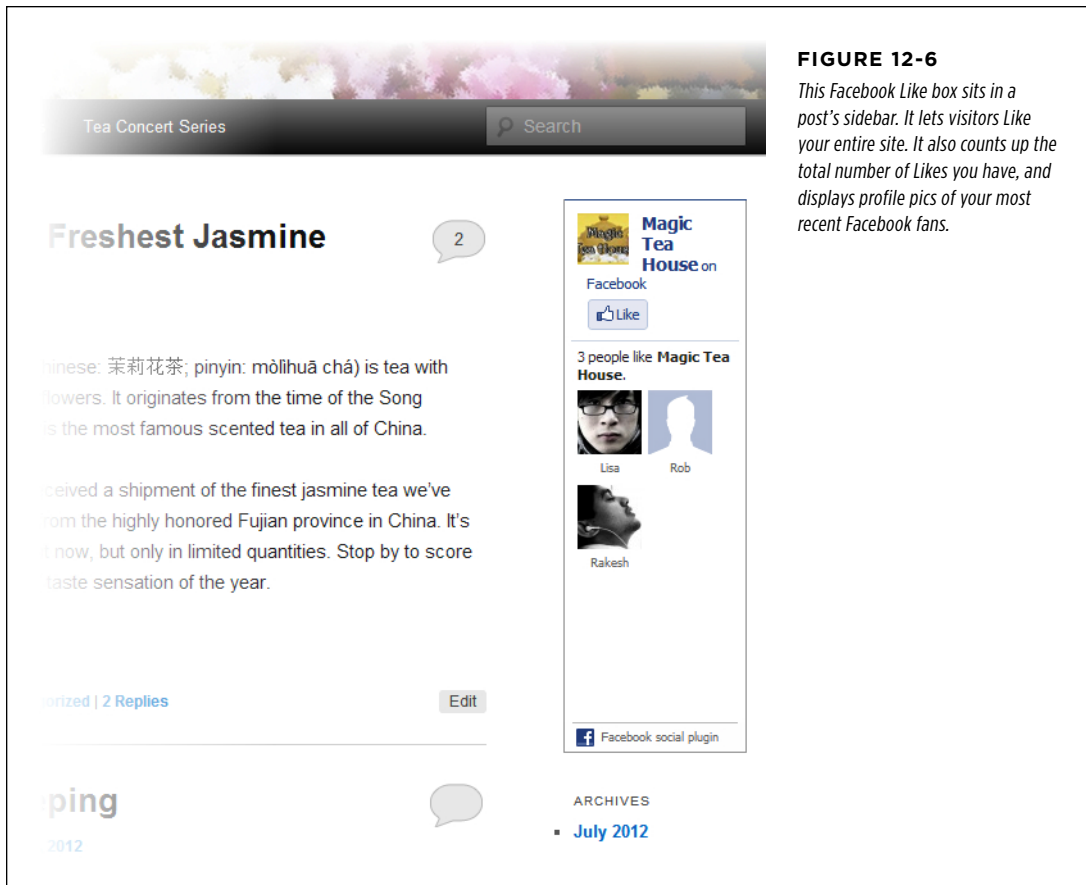 FIGURE 12-6
This Facebook Like box sits in a
post's sidebar. It lets visitors Like
your entire site. It also counts up the
total number of Likes you have, and
displays profile pics of your most
recent Facebook fans.
Tea Concert Series
Search
Freshest Jasmine
2
hinese: 茉莉花茶; pinyin: mòlìhuā chá) is tea with
flowers. It originates from the time of the Song
is the most famous scented tea in all of China.
ceived a shipment of the finest jasmine tea we've
rom the highly honored Fujian province in China. It's
t now, but only in limited quantities. Stop by to score
taste sensation of the year.
orized | 2 Replies
Edit
ping
2012
Magic Tea House
Magic
Tea
House on
Facebook
Like
3 people like Magic Tea
House.
Lisa
Rob
Rakesh
Facebook social plugin
ARCHIVES
July 2012